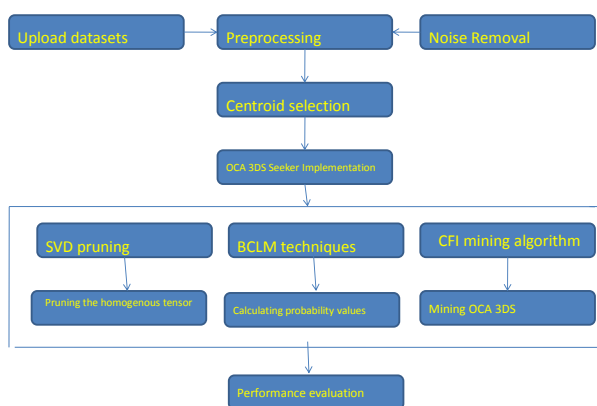 Upload datasets
Preprocessing
Noise Removal
Centroid selection
OCA 3DS Seeker Implementation
SVD pruning
BCLM techniques
CFI mining algorithm
Pruning the homogenous tensor
Calculating probability values
Mining OCA 3DS
Performance evaluation